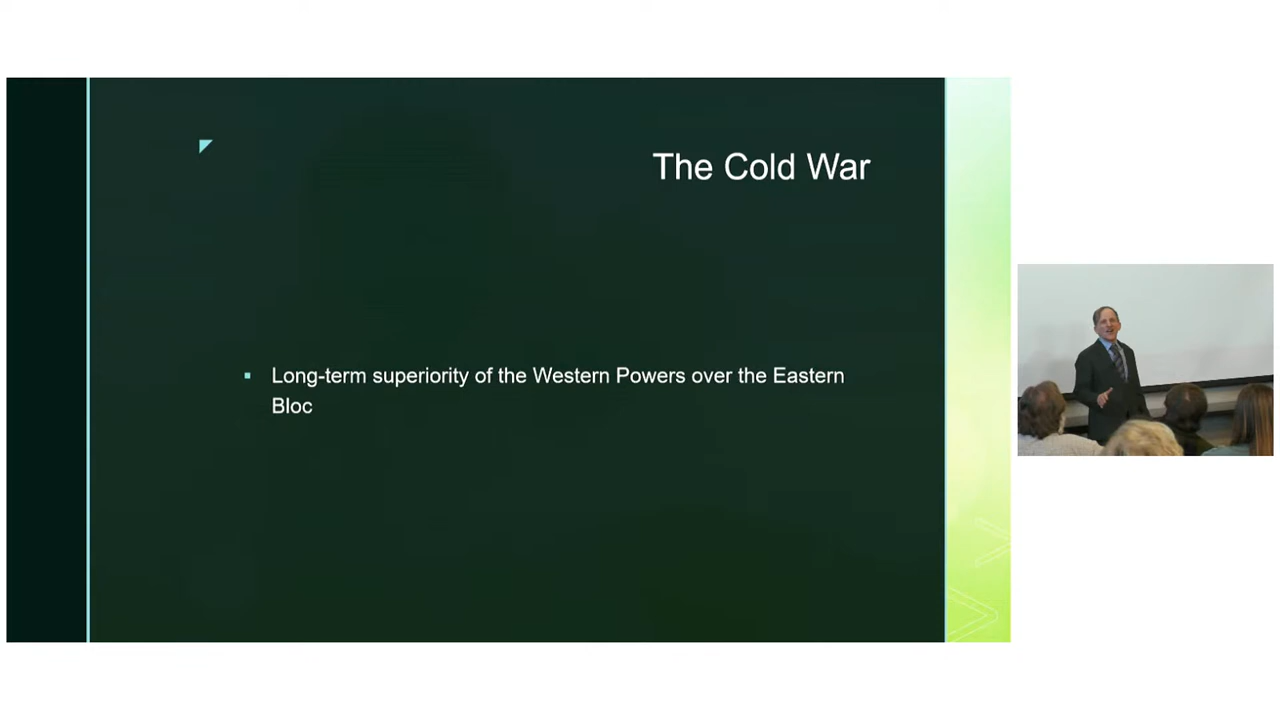 The Cold War
Long-term superiority of the Western Powers over the Eastern
Bloc